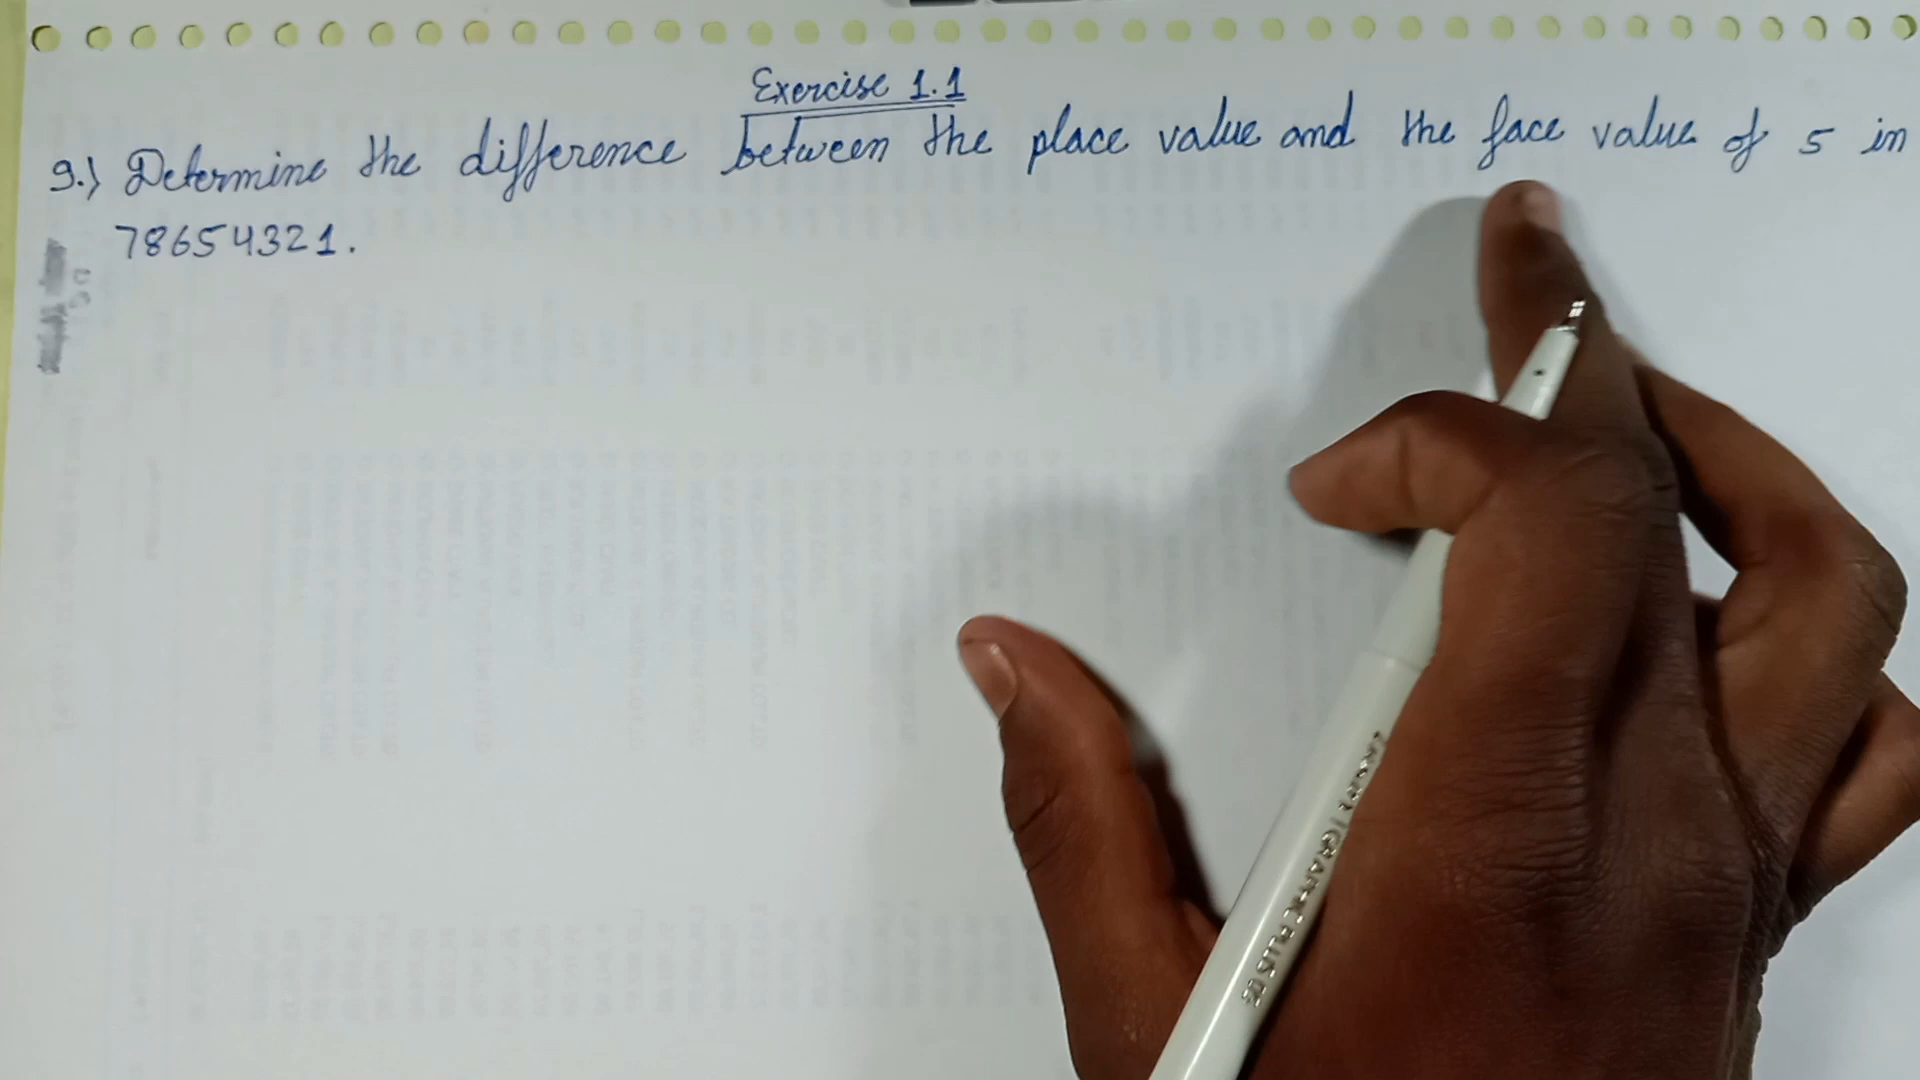 Exercise 1.1
9.) Determine the difference between the place value and the face value of 5 in
78654321.